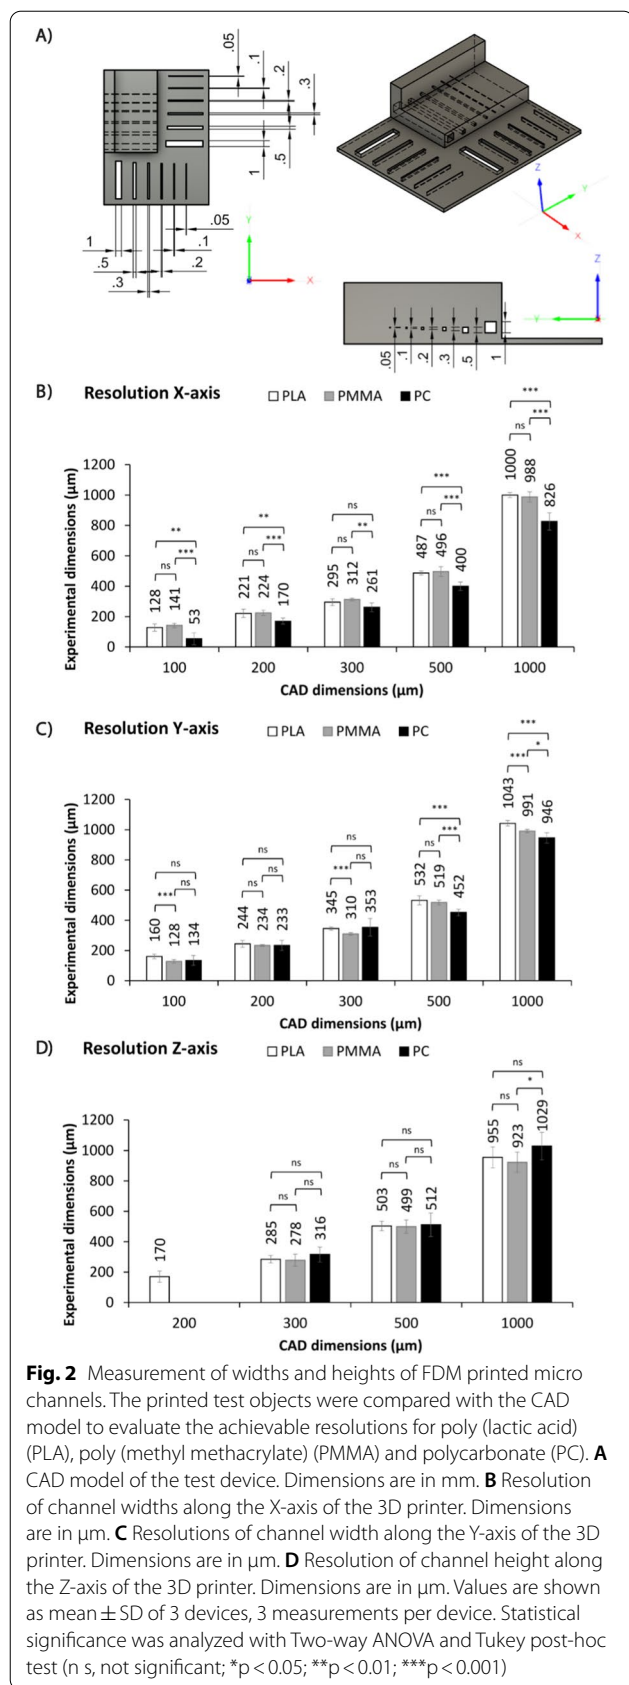 A)
.05
.1
.2
.3
.5
1
1
.5
.3
.05
.1
.2
Y
X
Z
Y
X
Z
Y
.05
.1
.2
.3
.5
1
B) Resolution X-axis
PLA PMMA PC
Experimental dimensions (µm)
1200
1000
800
600
400
200
0
** ns ***
128 141 53
** ns ***
221 224 170
ns ns **
295 312 261
*** ns ***
487 496 400
*** ns ***
1000 988 826
100 200 300 500 1000
CAD dimensions (µm)
C) Resolution Y-axis
PLA PMMA PC
Experimental dimensions (µm)
1200
1000
800
600
400
200
0
ns *** ns
160 128 134
ns ns ns
244 234 233
ns *** ns
345 310 353
*** ns ***
532 519 452
*** *** *
1043 991 946
100 200 300 500 1000
CAD dimensions (µm)
D) Resolution Z-axis
PLA PMMA PC
Experimental dimensions (µm)
1200
1000
800
600
400
200
0
170
ns ns ns
285 278 316
ns ns ns
503 499 512
ns ns *
955 923 1029
200 300 500 1000
CAD dimensions (µm)
Fig. 2 Measurement of widths and heights of FDM printed micro
channels. The printed test objects were compared with the CAD
model to evaluate the achievable resolutions for poly (lactic acid)
(PLA), poly (methyl methacrylate) (PMMA) and polycarbonate (PC). A
CAD model of the test device. Dimensions are in mm. B Resolution
of channel widths along the X-axis of the 3D printer. Dimensions
are in µm. C Resolutions of channel width along the Y-axis of the 3D
printer. Dimensions are in µm. D Resolution of channel height along
the Z-axis of the 3D printer. Dimensions are in µm. Values are shown
as mean ± SD of 3 devices, 3 measurements per device. Statistical
significance was analyzed with Two-way ANOVA and Tukey post-hoc
test (n s, not significant; *p < 0.05; **p < 0.01; ***p < 0.001)